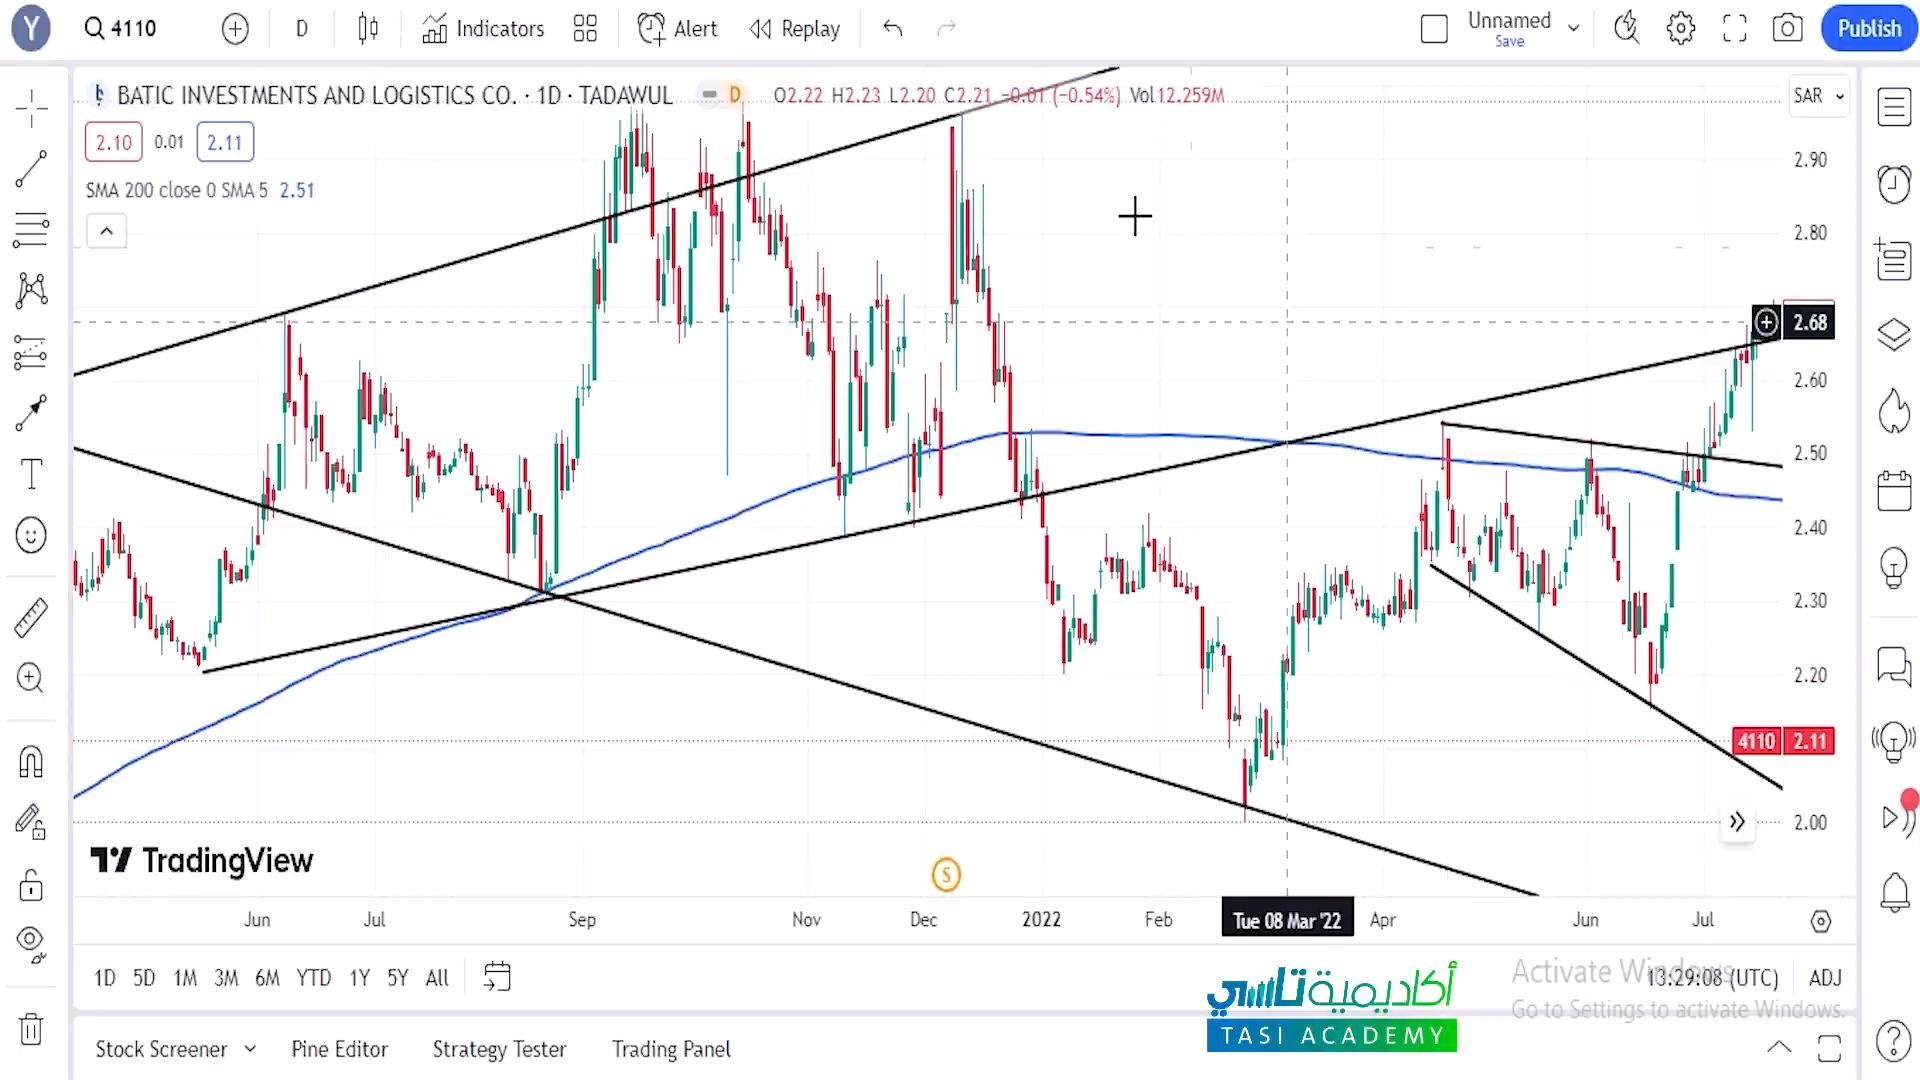 Y
4110
D
Indicators
Alert
Replay
Unnamed
Save
Publish
BATIC INVESTMENTS AND LOGISTICS CO. · 1D · TADAWUL
D
O2.22 H2.23 L2.20 C2.21 −0.01 (−0.54%) Vol12.259M
SAR
2.10 0.01 2.11
SMA 200 close 0 SMA 5 2.51
2.90
2.80
2.68
2.60
2.50
2.40
2.30
2.20
4110 2.11
2.00
TradingView
S
Jun Jul Sep Nov Dec 2022 Feb Tue 08 Mar '22 Apr Jun Jul
1D 5D 1M 3M 6M YTD 1Y 5Y All
13:29:08 (UTC) ADJ
Activate Windows
Go to Settings to activate Windows.
أكاديمية تاسي
TASI ACADEMY
Stock Screener Pine Editor Strategy Tester Trading Panel